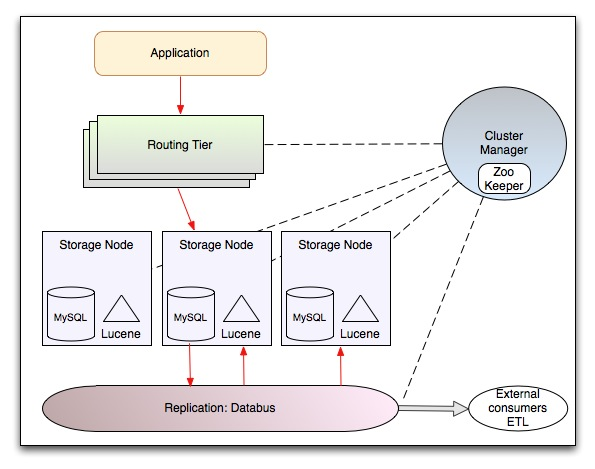 Application
Routing Tier
Cluster
Manager
Zoo
Keeper
Storage Node
MySQL
Lucene
Storage Node
MySQL
Lucene
Storage Node
MySQL
Lucene
Replication: Databus
External
consumers
ETL